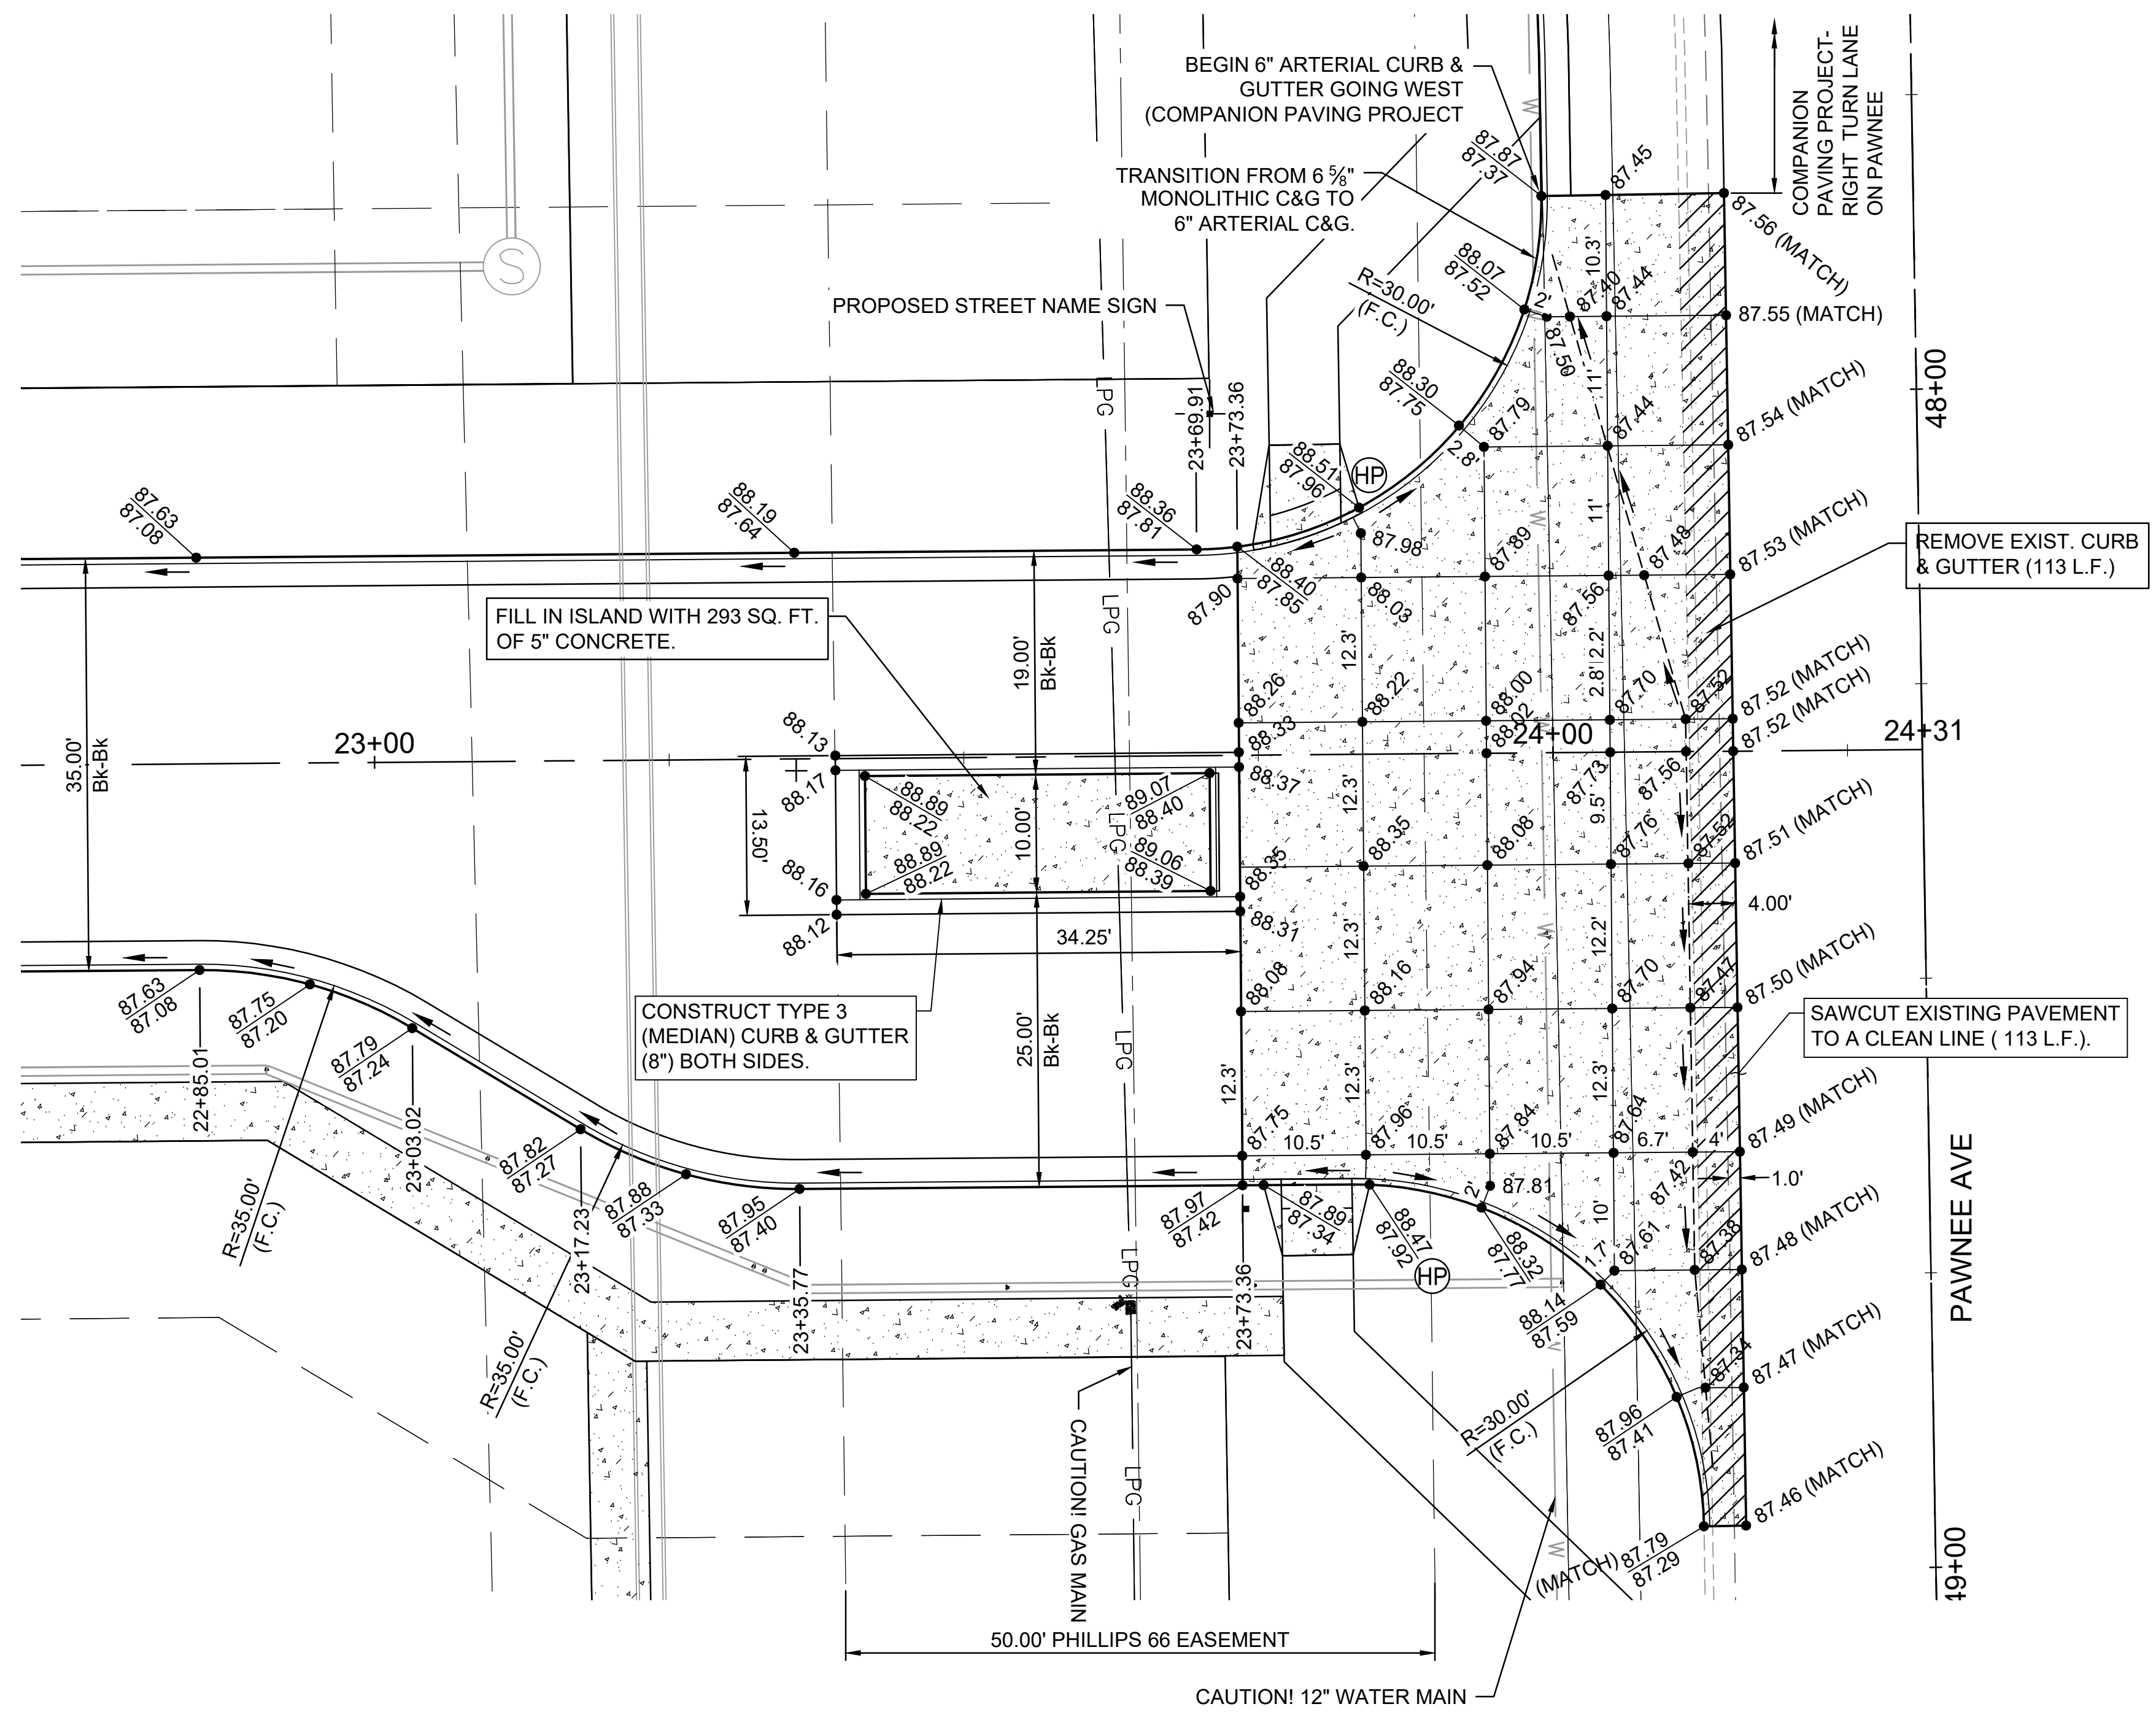 BEGIN 6" ARTERIAL CURB &
GUTTER GOING WEST
(COMPANION PAVING PROJECT
TRANSITION FROM 6 ⅝"
MONOLITHIC C&G TO
6" ARTERIAL C&G.
COMPANION
PAVING PROJECT-
RIGHT TURN LANE
ON PAWNEE
87.87
87.37
87.45
87.56 (MATCH)
S
PROPOSED STREET NAME SIGN
88.07
87.52
R=30.00'
(F.C.)
2'
10.3'
87.40
87.44
87.50
87.55 (MATCH)
88.30
87.75
87.79
2.8'
11'
87.44
87.54 (MATCH)
48+00
LPG
23+69.91
23+73.36
88.51
87.96
HP
87.98
87.63
87.08
88.19
87.64
88.36
87.81
88.40
87.85
87.90
88.03
87.89
11'
87.56
87.48
87.53 (MATCH)
REMOVE EXIST. CURB
& GUTTER (113 L.F.)
FILL IN ISLAND WITH 293 SQ. FT.
OF 5" CONCRETE.
LPG
19.00'
Bk-Bk
12.3'
2.8'
2.2'
88.26
88.22
88.00
87.70
87.52
87.52 (MATCH)
88.33
88.02
87.52 (MATCH)
35.00'
Bk-Bk
23+00
24+00
24+31
88.13
88.17
88.37
87.73
87.56
88.89
88.22
89.07
88.40
13.50'
10.00'
LPG
12.3'
9.5'
88.89
88.22
89.06
88.39
88.35
88.35
88.08
87.76
87.52
87.51 (MATCH)
88.16
88.12
88.31
4.00'
34.25'
12.3'
12.2'
88.08
88.16
87.94
87.70
87.47
87.50 (MATCH)
CONSTRUCT TYPE 3
(MEDIAN) CURB & GUTTER
(8") BOTH SIDES.
SAWCUT EXISTING PAVEMENT
TO A CLEAN LINE ( 113 L.F.).
87.63
87.08
87.75
87.20
87.79
87.24
22+85.01
23+03.02
LPG
25.00'
Bk-Bk
12.3'
12.3'
12.3'
87.75
87.96
87.84
87.64
10.5'
10.5'
10.5'
6.7'
4'
87.49 (MATCH)
1.0'
87.82
87.27
23+17.23
87.88
87.33
87.95
87.40
87.97
87.42
87.89
87.34
88.47
87.92
HP
2'
87.81
88.32
87.77
10'
87.42
87.61
1.7'
87.38
87.48 (MATCH)
R=35.00'
(F.C.)
R=35.00'
(F.C.)
23+35.77
23+73.36
LPG
88.14
87.59
87.34
87.47 (MATCH)
PAWNEE AVE
R=30.00'
(F.C.)
87.96
87.41
CAUTION! GAS MAIN
LPG
87.46 (MATCH)
(MATCH)
87.79
87.29
49+00
50.00' PHILLIPS 66 EASEMENT
CAUTION! 12" WATER MAIN
W
W
W
W
W
W
W